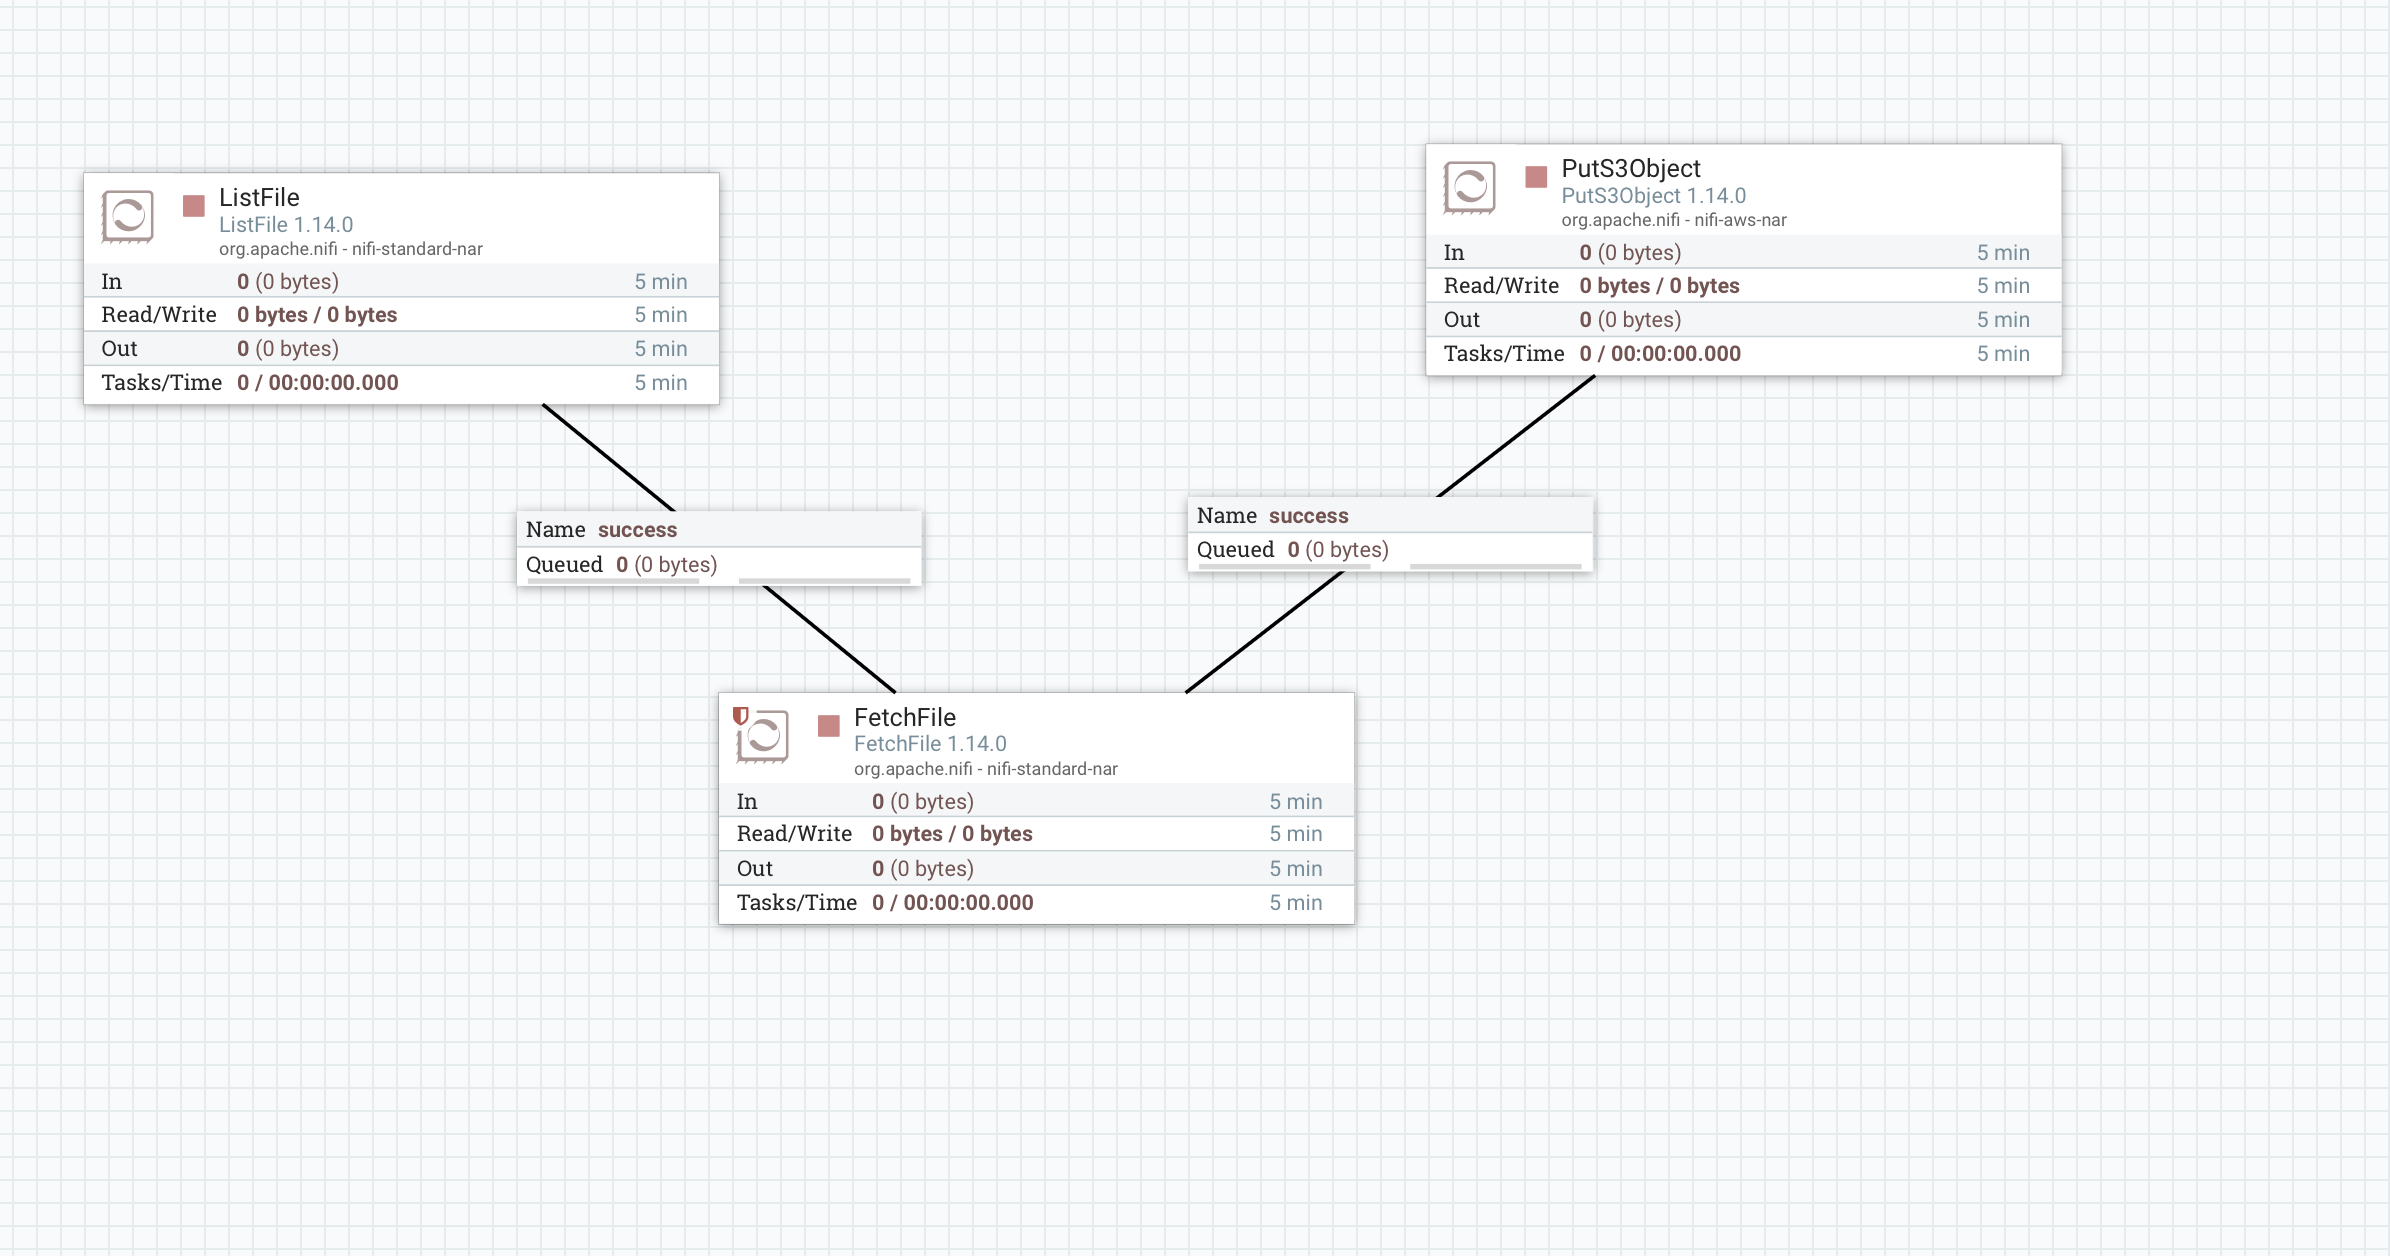 ListFile
ListFile 1.14.0
org.apache.nifi - nifi-standard-nar
In 0 (0 bytes) 5 min
Read/Write 0 bytes / 0 bytes 5 min
Out 0 (0 bytes) 5 min
Tasks/Time 0 / 00:00:00.000 5 min
PutS3Object
PutS3Object 1.14.0
org.apache.nifi - nifi-aws-nar
In 0 (0 bytes) 5 min
Read/Write 0 bytes / 0 bytes 5 min
Out 0 (0 bytes) 5 min
Tasks/Time 0 / 00:00:00.000 5 min
Name success
Queued 0 (0 bytes)
Name success
Queued 0 (0 bytes)
FetchFile
FetchFile 1.14.0
org.apache.nifi - nifi-standard-nar
In 0 (0 bytes) 5 min
Read/Write 0 bytes / 0 bytes 5 min
Out 0 (0 bytes) 5 min
Tasks/Time 0 / 00:00:00.000 5 min